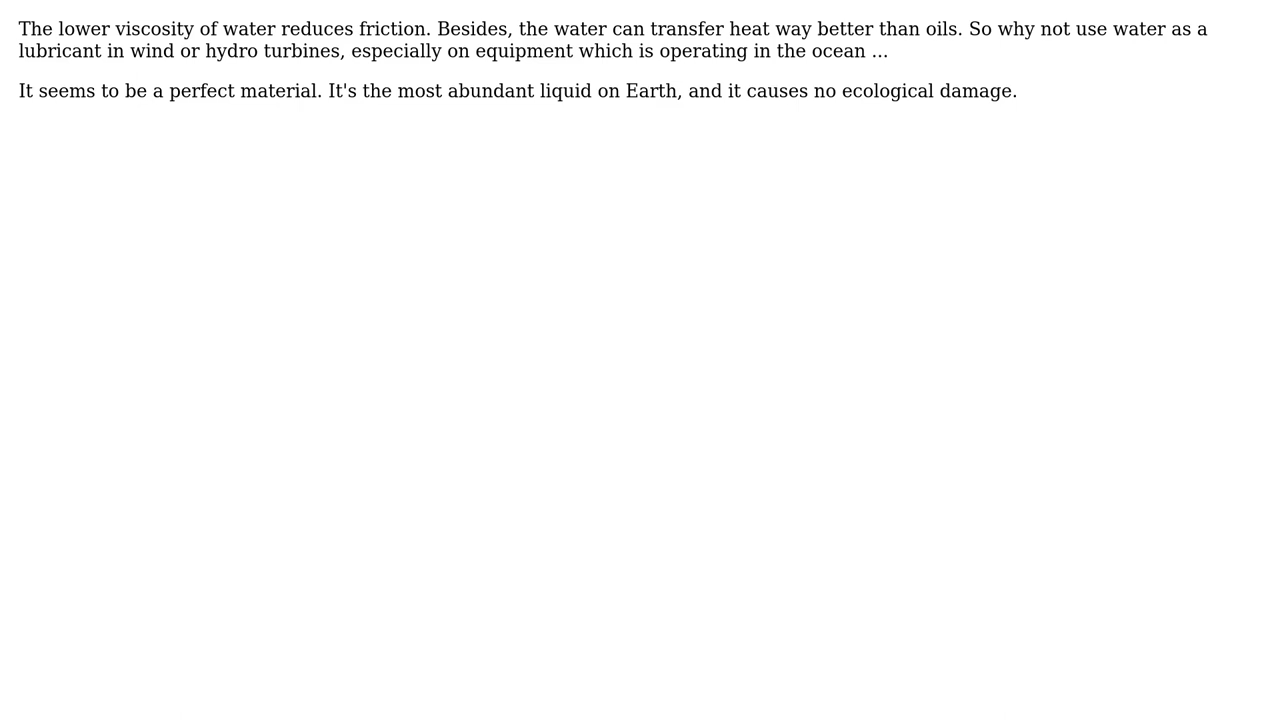 The lower viscosity of water reduces friction. Besides, the water can transfer heat way better than oils. So why not use water as a
lubricant in wind or hydro turbines, especially on equipment which is operating in the ocean ...
It seems to be a perfect material. It's the most abundant liquid on Earth, and it causes no ecological damage.